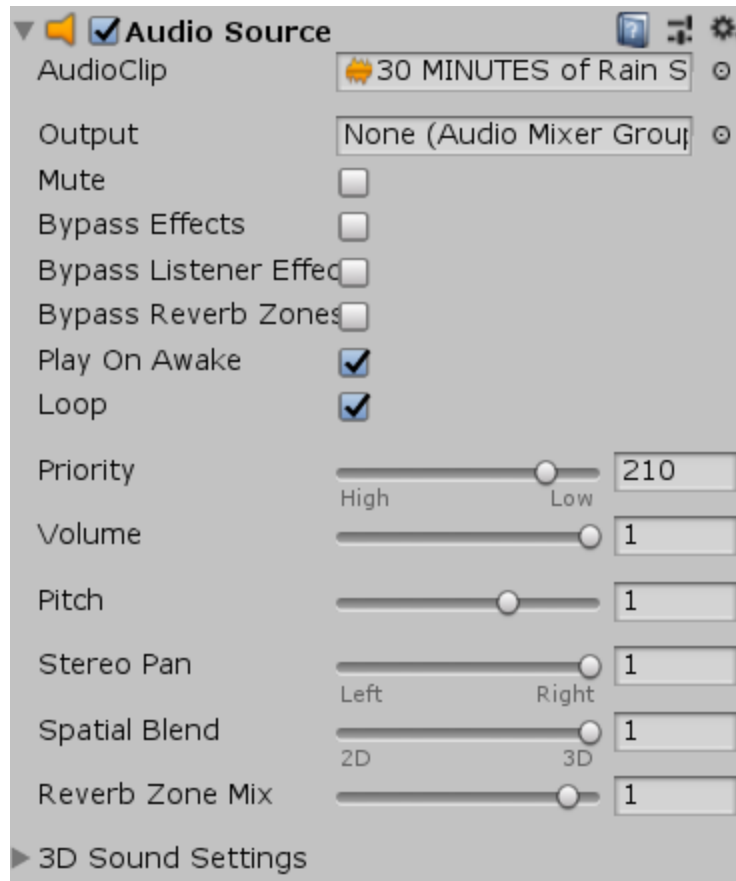 Audio Source
AudioClip 30 MINUTES of Rain S
Output None (Audio Mixer Group
Mute
Bypass Effects
Bypass Listener Effec
Bypass Reverb Zones
Play On Awake
Loop
Priority 210
High Low
Volume 1
Pitch 1
Stereo Pan 1
Left Right
Spatial Blend 1
2D 3D
Reverb Zone Mix 1
3D Sound Settings